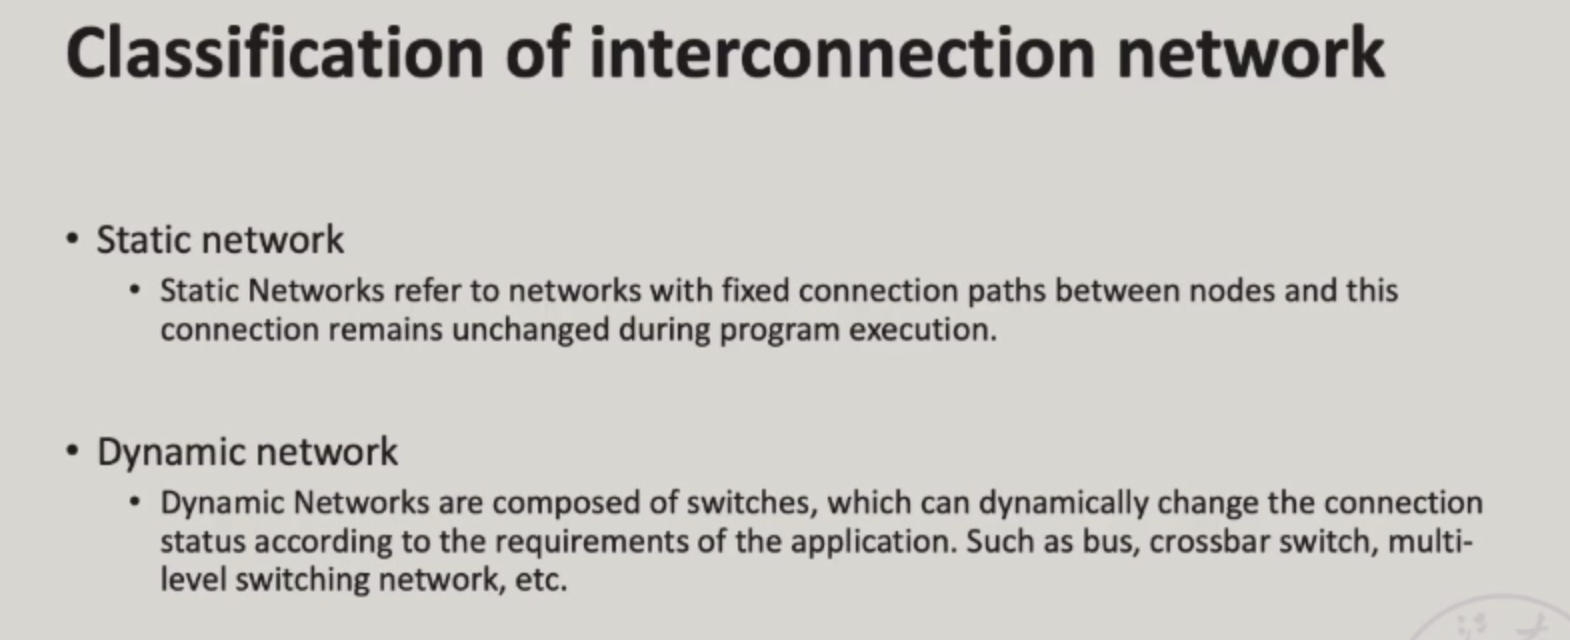 Classification of interconnection network
• Static network
• Static Networks refer to networks with fixed connection paths between nodes and this
connection remains unchanged during program execution.
• Dynamic network
• Dynamic Networks are composed of switches, which can dynamically change the connection
status according to the requirements of the application. Such as bus, crossbar switch, multi-
level switching network, etc.